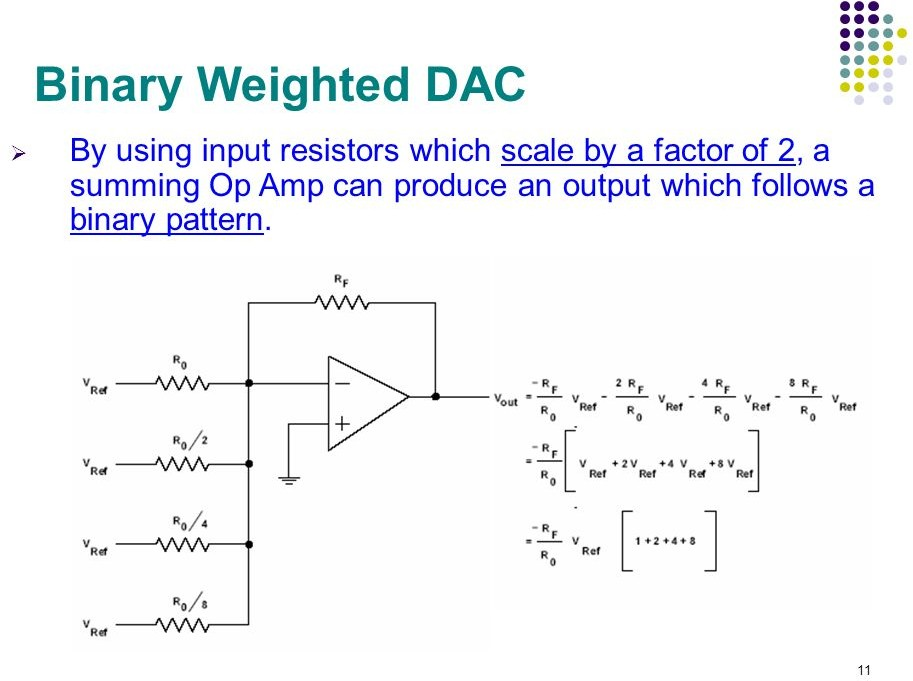 Binary Weighted DAC
➢ By using input resistors which scale by a factor of 2, a
summing Op Amp can produce an output which follows a
binary pattern.
RF
R0
VRef
R0/2
VRef
R0/4
VRef
R0/8
VRef
−
+
Vout = −RF/R0 VRef − 2RF/R0 VRef − 4RF/R0 VRef − 8RF/R0 VRef
= −RF/R0 [VRef + 2VRef + 4VRef + 8VRef]
= −RF/R0 VRef [1 + 2 + 4 + 8]
11